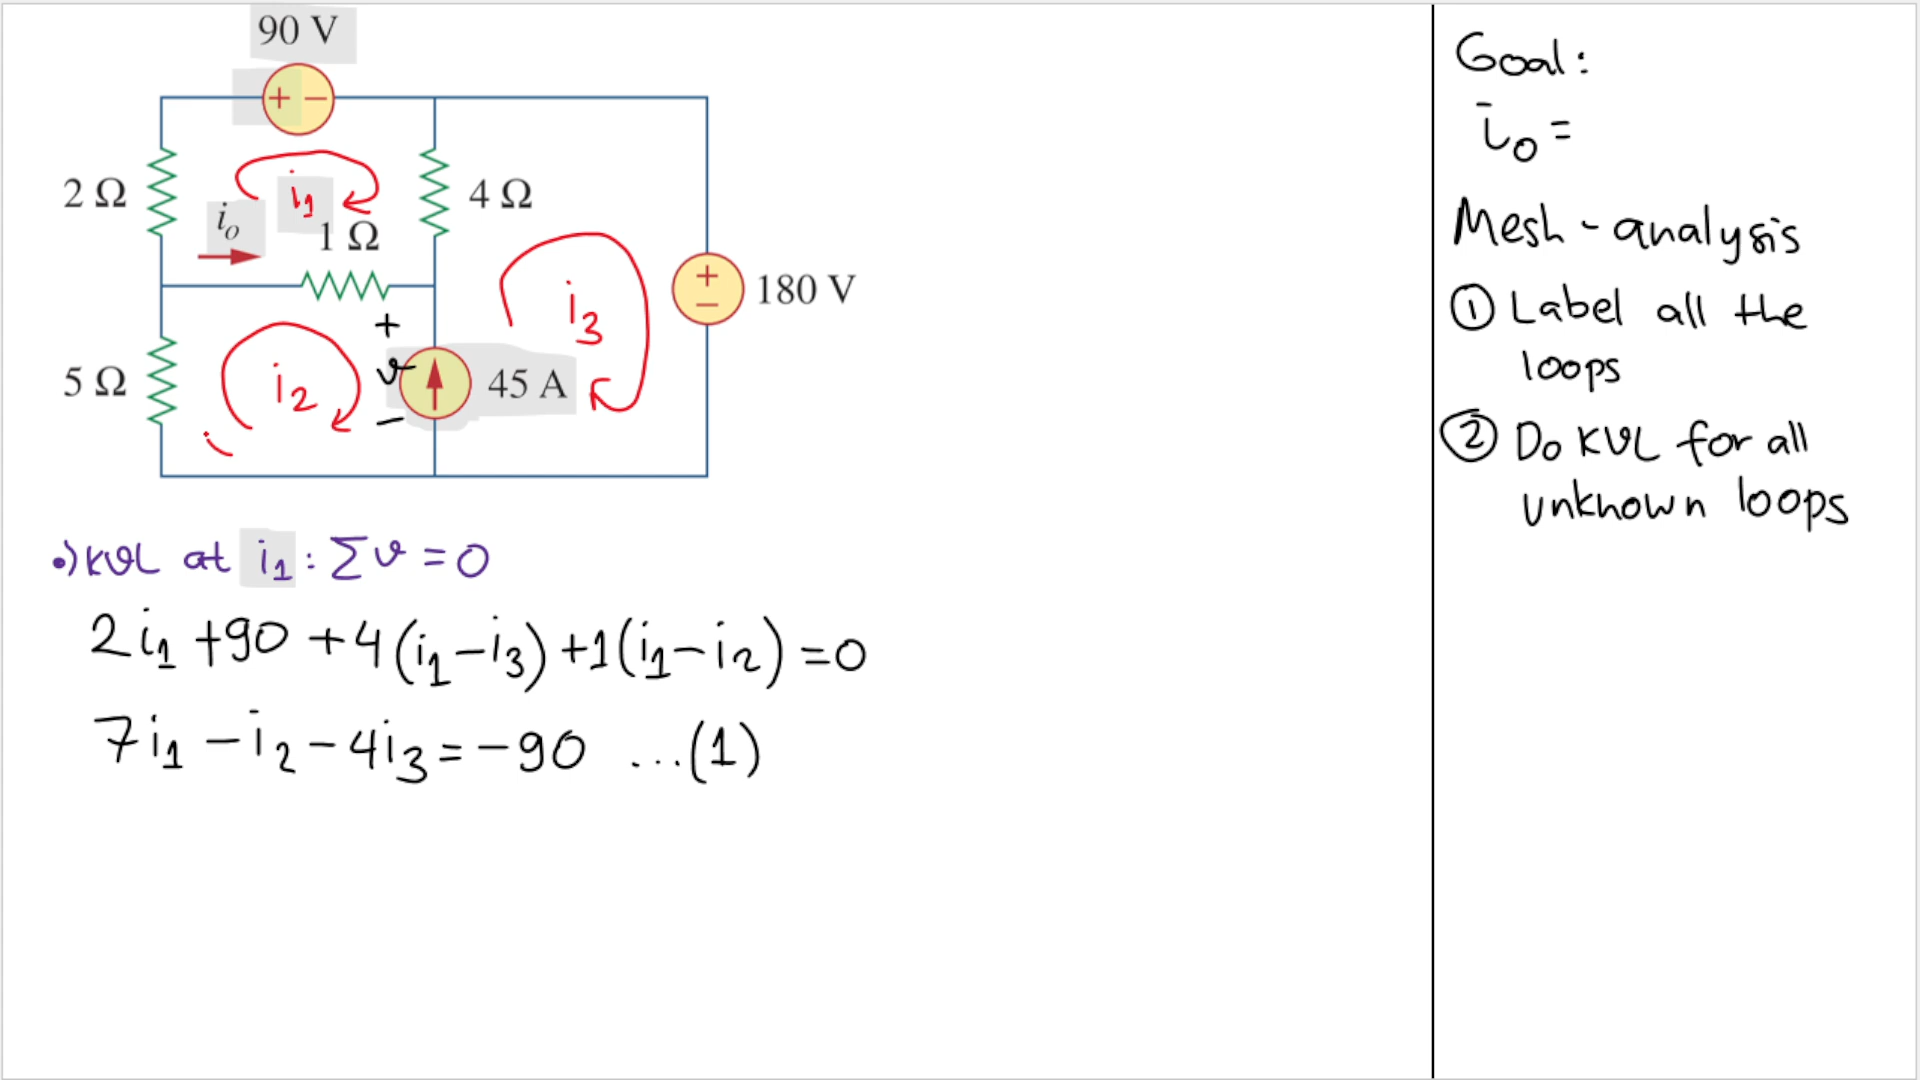 90 V
+ −
2 Ω
i₁
4 Ω
iₒ
1 Ω
i₃
+
−
180 V
+
5 Ω
i₂
v
45 A
−
•) KVL at i₁ : Σv = 0
2i₁ + 90 + 4(i₁ − i₃) + 1(i₁ − i₂) = 0
7i₁ − i₂ − 4i₃ = −90 ...(1)
Goal:
i₀ =
Mesh - analysis
① Label all the
loops
② Do KVL for all
unknown loops